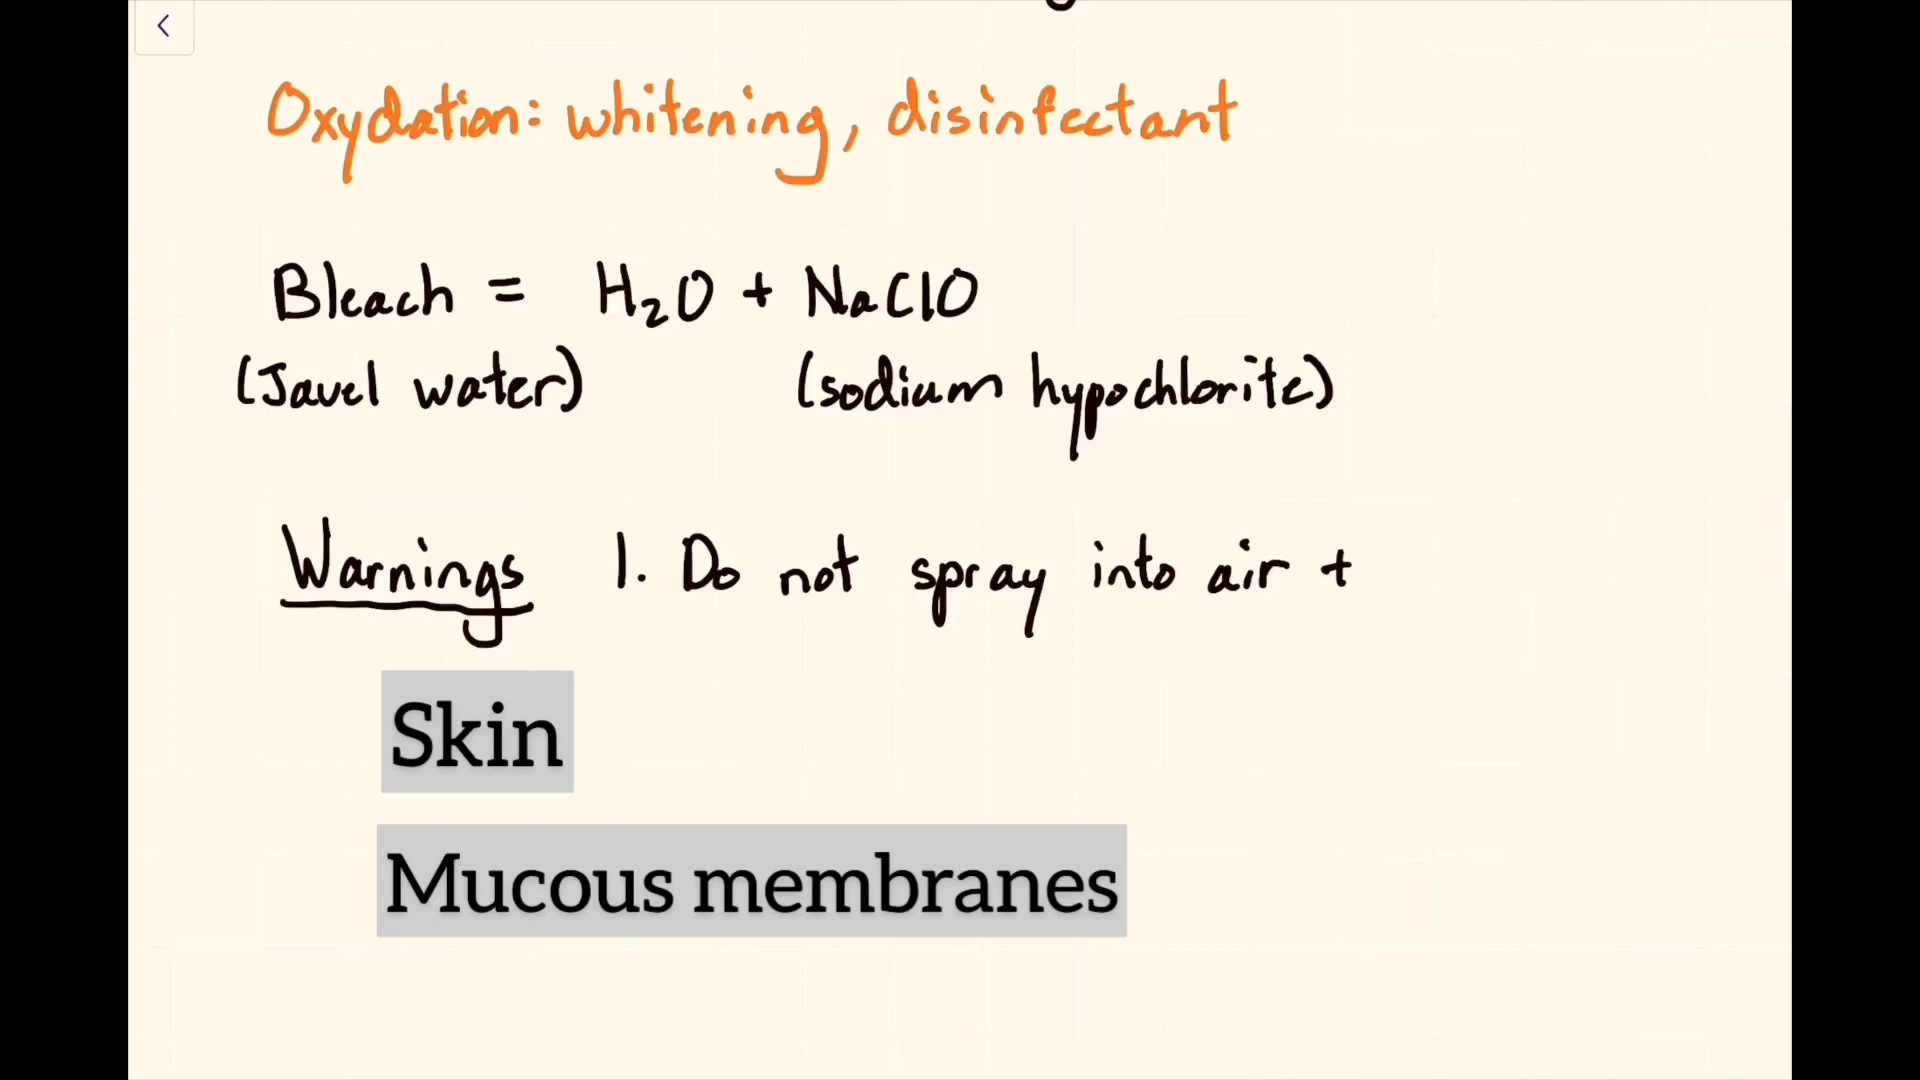 Oxydation: whitening, disinfectant
Bleach = H₂O + NaClO
(Javel water) (sodium hypochlorite)
Warnings 1. Do not spray into air +
Skin
Mucous membranes